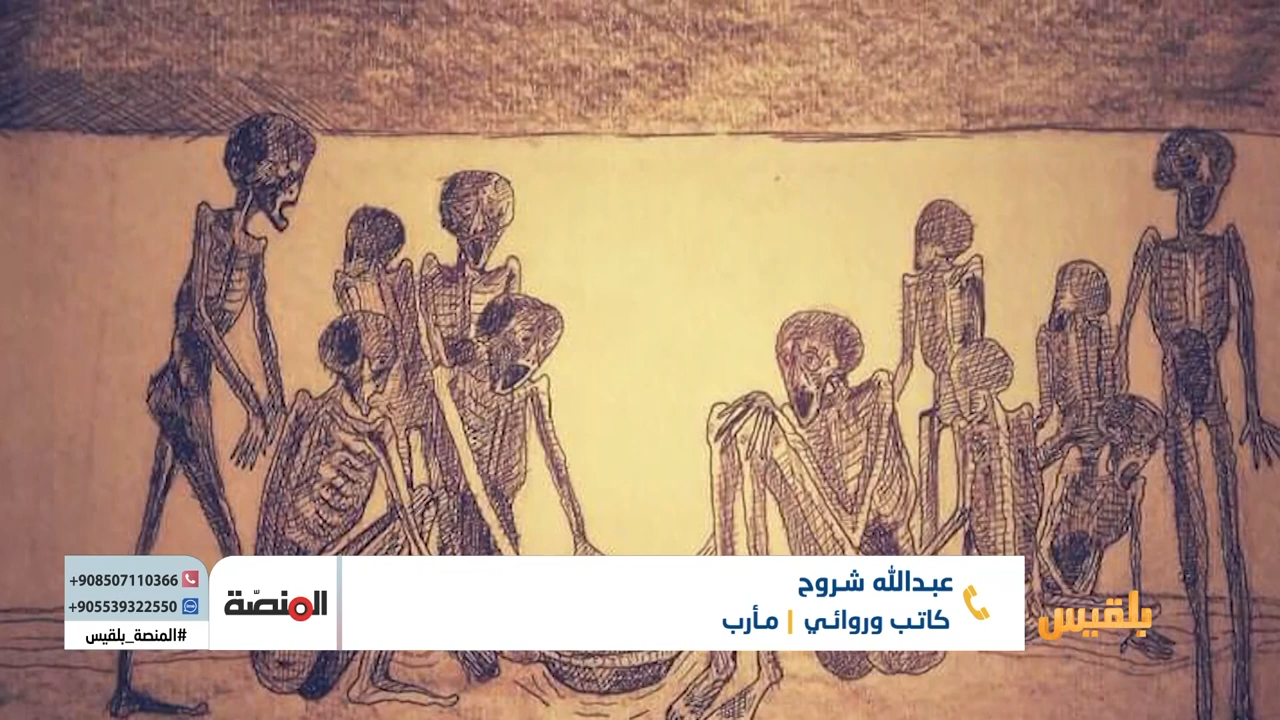 عبدالله شروح
كاتب وروائي | مأرب
بلقيس
المنصّة
+908507110366
+905539322550
#المنصة_بلقيس